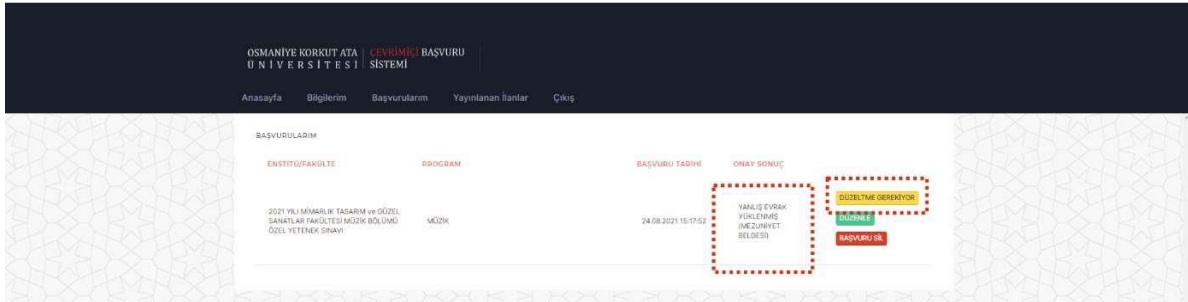 OSMANİYE KORKUT ATA ÇEVRİMİÇİ BAŞVURU
ÜNİVERSİTESİ SİSTEMİ
Anasayfa Bilgilerim Başvurularım Yayınlanan İlanlar Çıkış
BAŞVURULARIM
ENSTİTÜ/FAKÜLTE PROGRAM BAŞVURU TARİHİ ONAY SONUÇ
2021 YILI MİMARLIK TASARIM ve GÜZEL
SANATLAR FAKÜLTESİ MÜZİK BÖLÜMÜ
ÖZEL YETENEK SINAVI
MÜZİK
24.08.2021 15:17:52
YANLIŞ EVRAK
YÜKLENMİŞ
(MEZUNİYET
BELGESİ)
DÜZELTME GEREKİYOR
DÜZENLE
BAŞVURU SİL